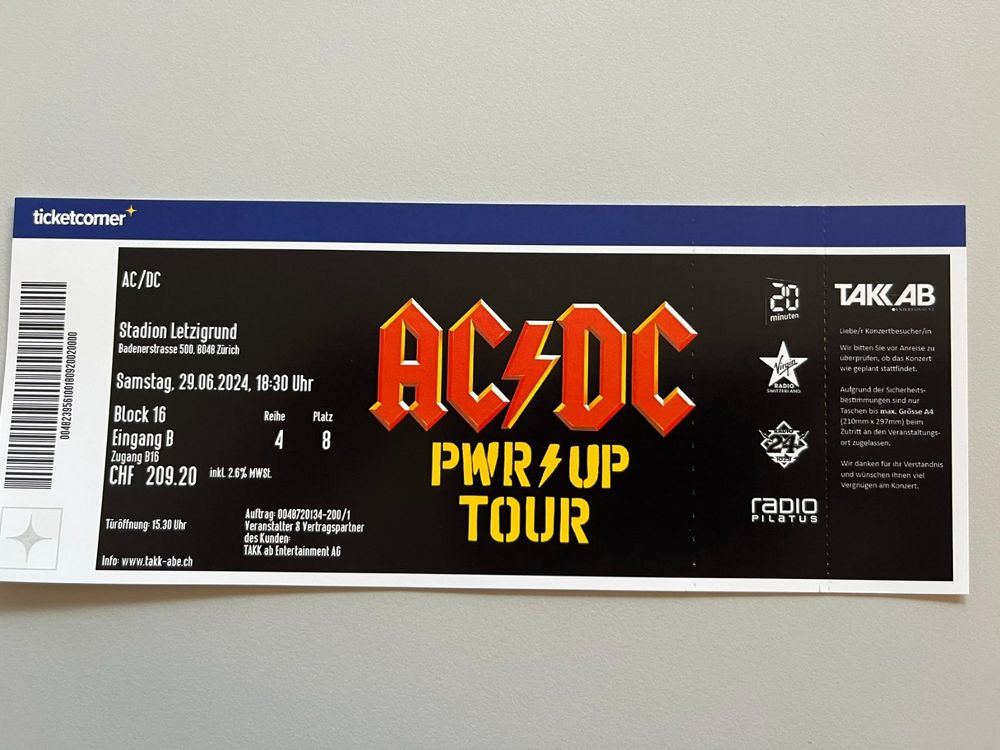 ticketcorner
AC/DC
Stadion Letzigrund
Badenerstrasse 500, 8048 Zürich
Samstag, 29.06.2024, 18:30 Uhr
Block 16 Reihe Platz
Eingang B 4 8
Zugang B16
CHF 209.20 inkl. 2.6% MWSt.
Türöffnung: 15.30 Uhr
Auftrag: 0048720134-200/1
Veranstalter & Vertragspartner
des Kunden:
TAKK ab Entertainment AG
Info: www.takk-abe.ch
AC/DC
PWR UP
TOUR
20
minuten
Virgin
RADIO
SWITZERLAND
RADIO
24
RADIO
PILATUS
TAKK AB
ENTERTAINMENT
Liebe/r Konzertbesucher/in
Wir bitten Sie vor Anreise zu
überprüfen, ob das Konzert
wie geplant stattfindet.
Aufgrund der Sicherheits-
bestimmungen sind nur
Taschen bis max. Grösse A4
(210mm x 297mm) beim
Zutritt an den Veranstaltungs-
ort zugelassen.
Wir danken für ihr Verständnis
und wünschen ihnen viel
Vergnügen am Konzert.